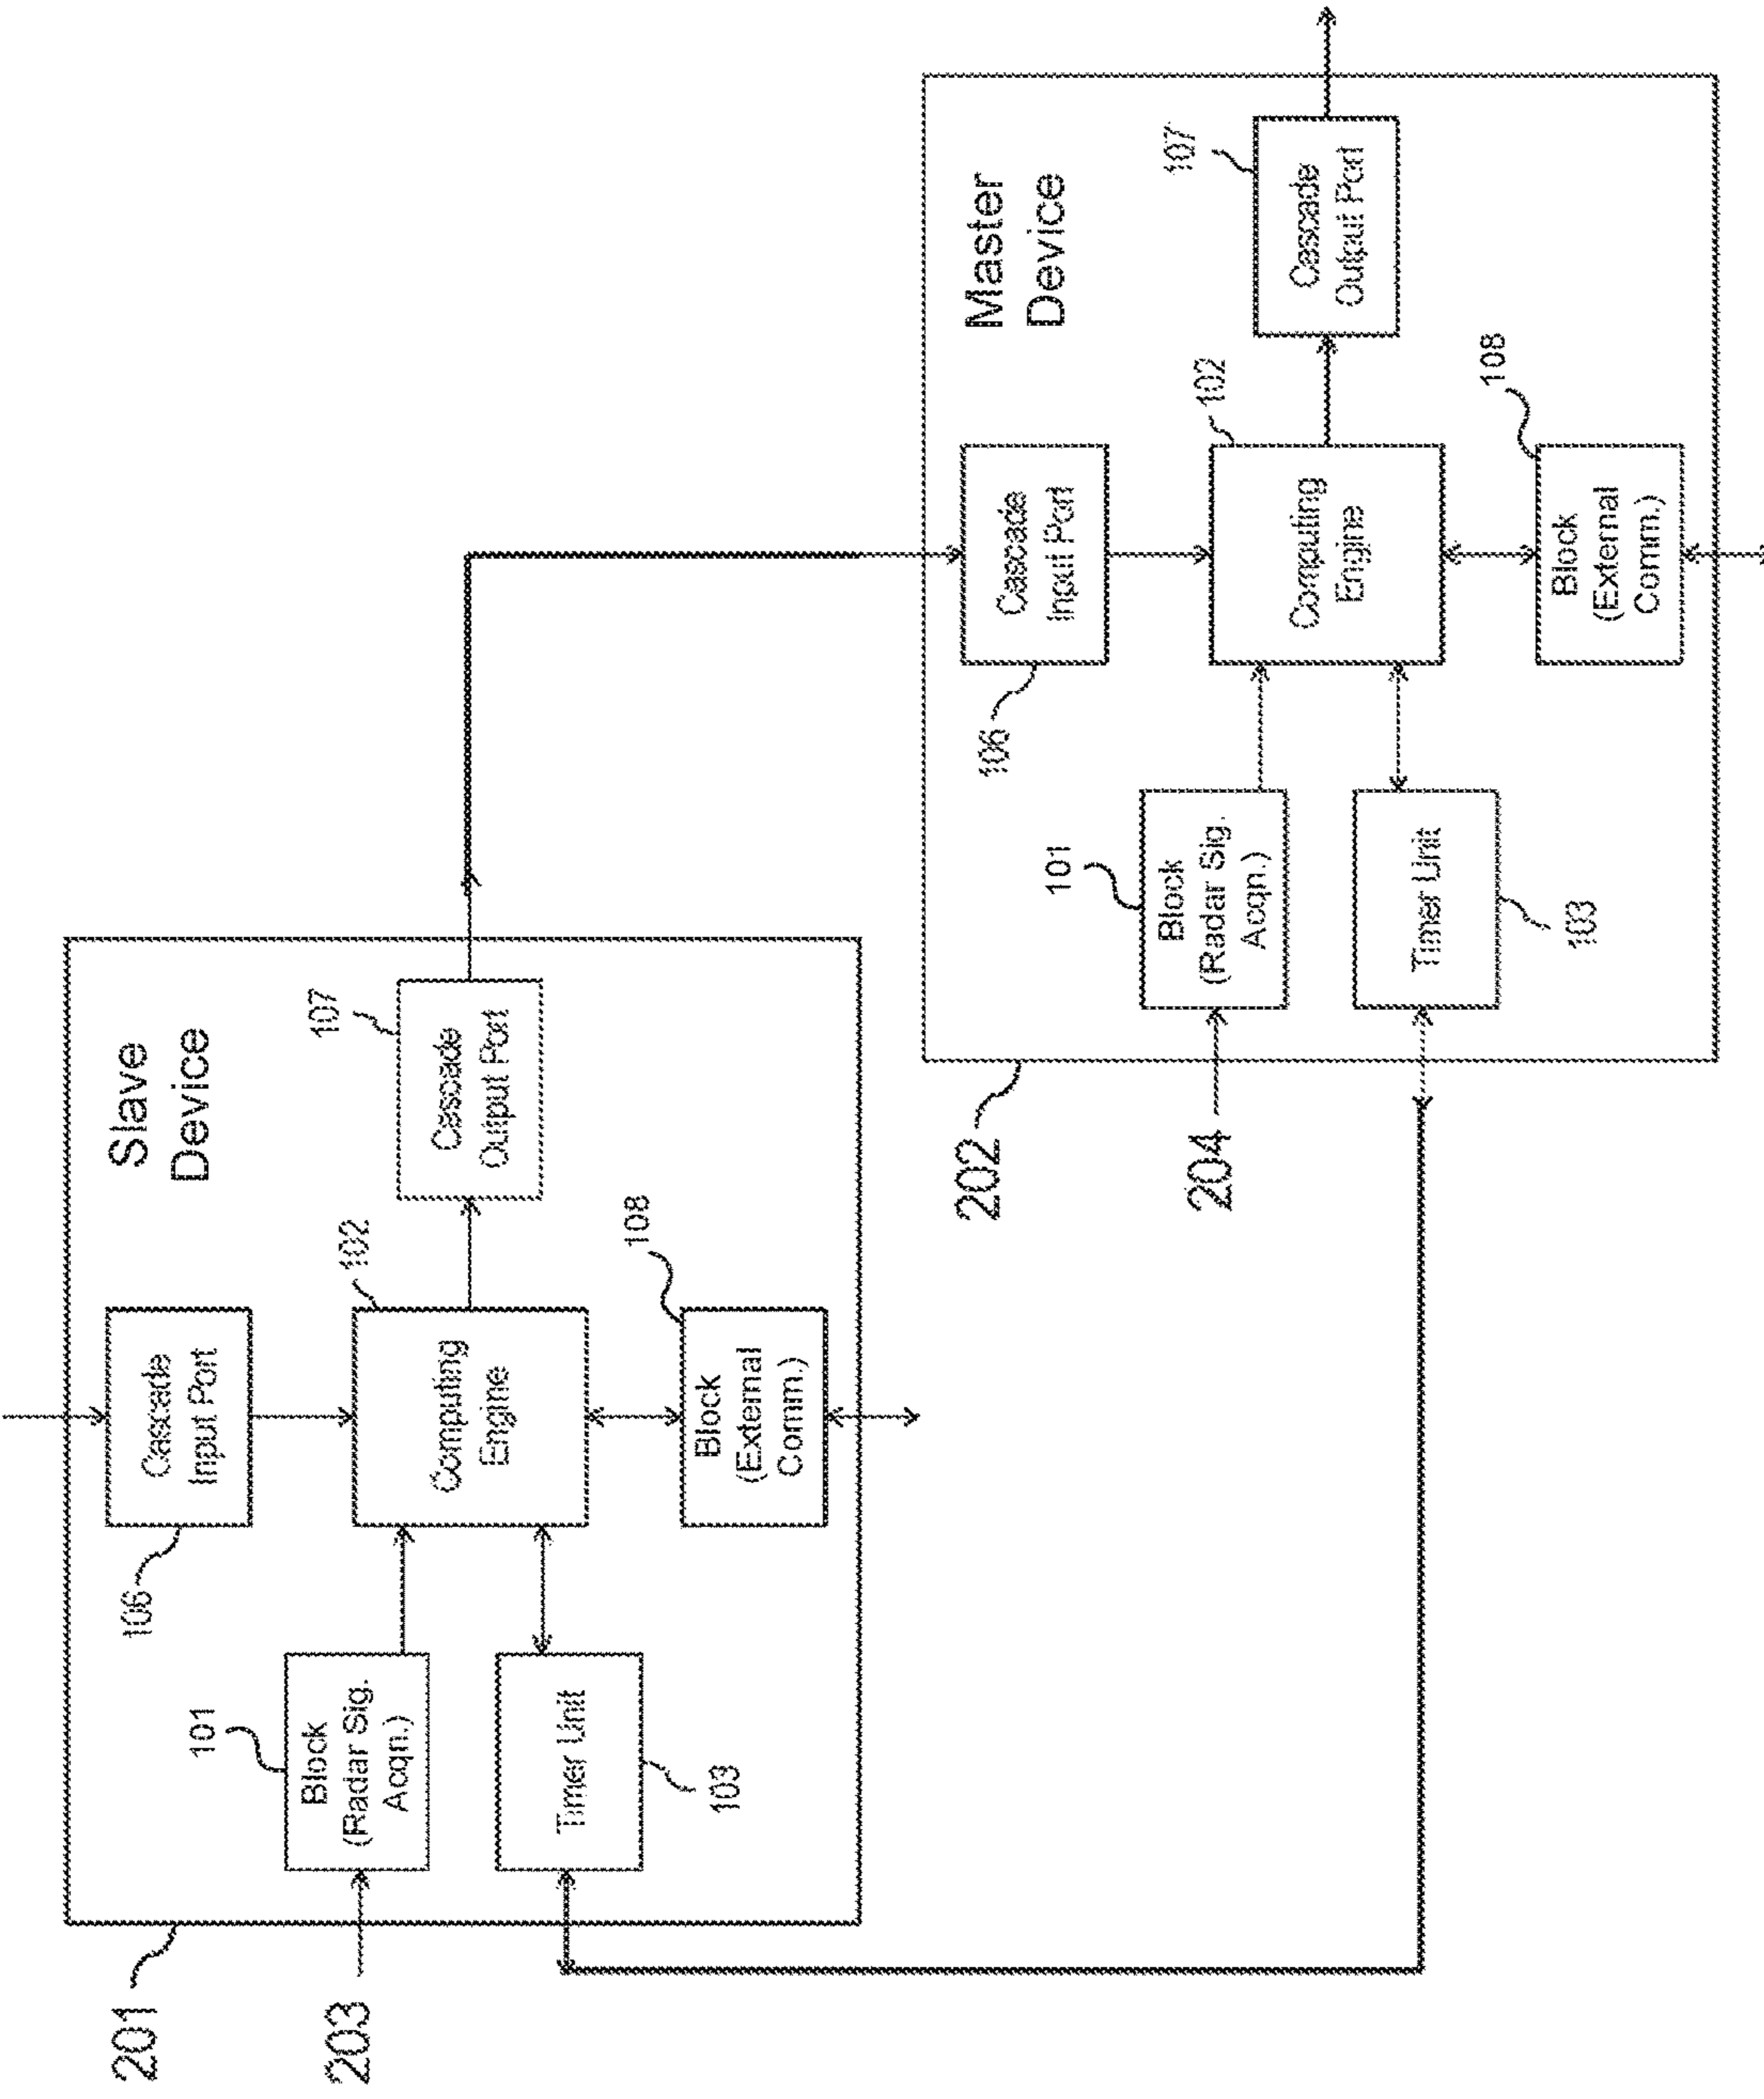 201
203
Slave
Device
106
Cascade
Input Port
101
Block
(Radar Sig.
Acqn.)
102
Computing
Engine
107
Cascade
Output Port
Timer Unit
103
108
Block
(External
Comm.)
202
204
Master
Device
106
Cascade
Input Port
101
Block
(Radar Sig.
Acqn.)
102
Computing
Engine
107
Cascade
Output Port
Timer Unit
103
108
Block
(External
Comm.)